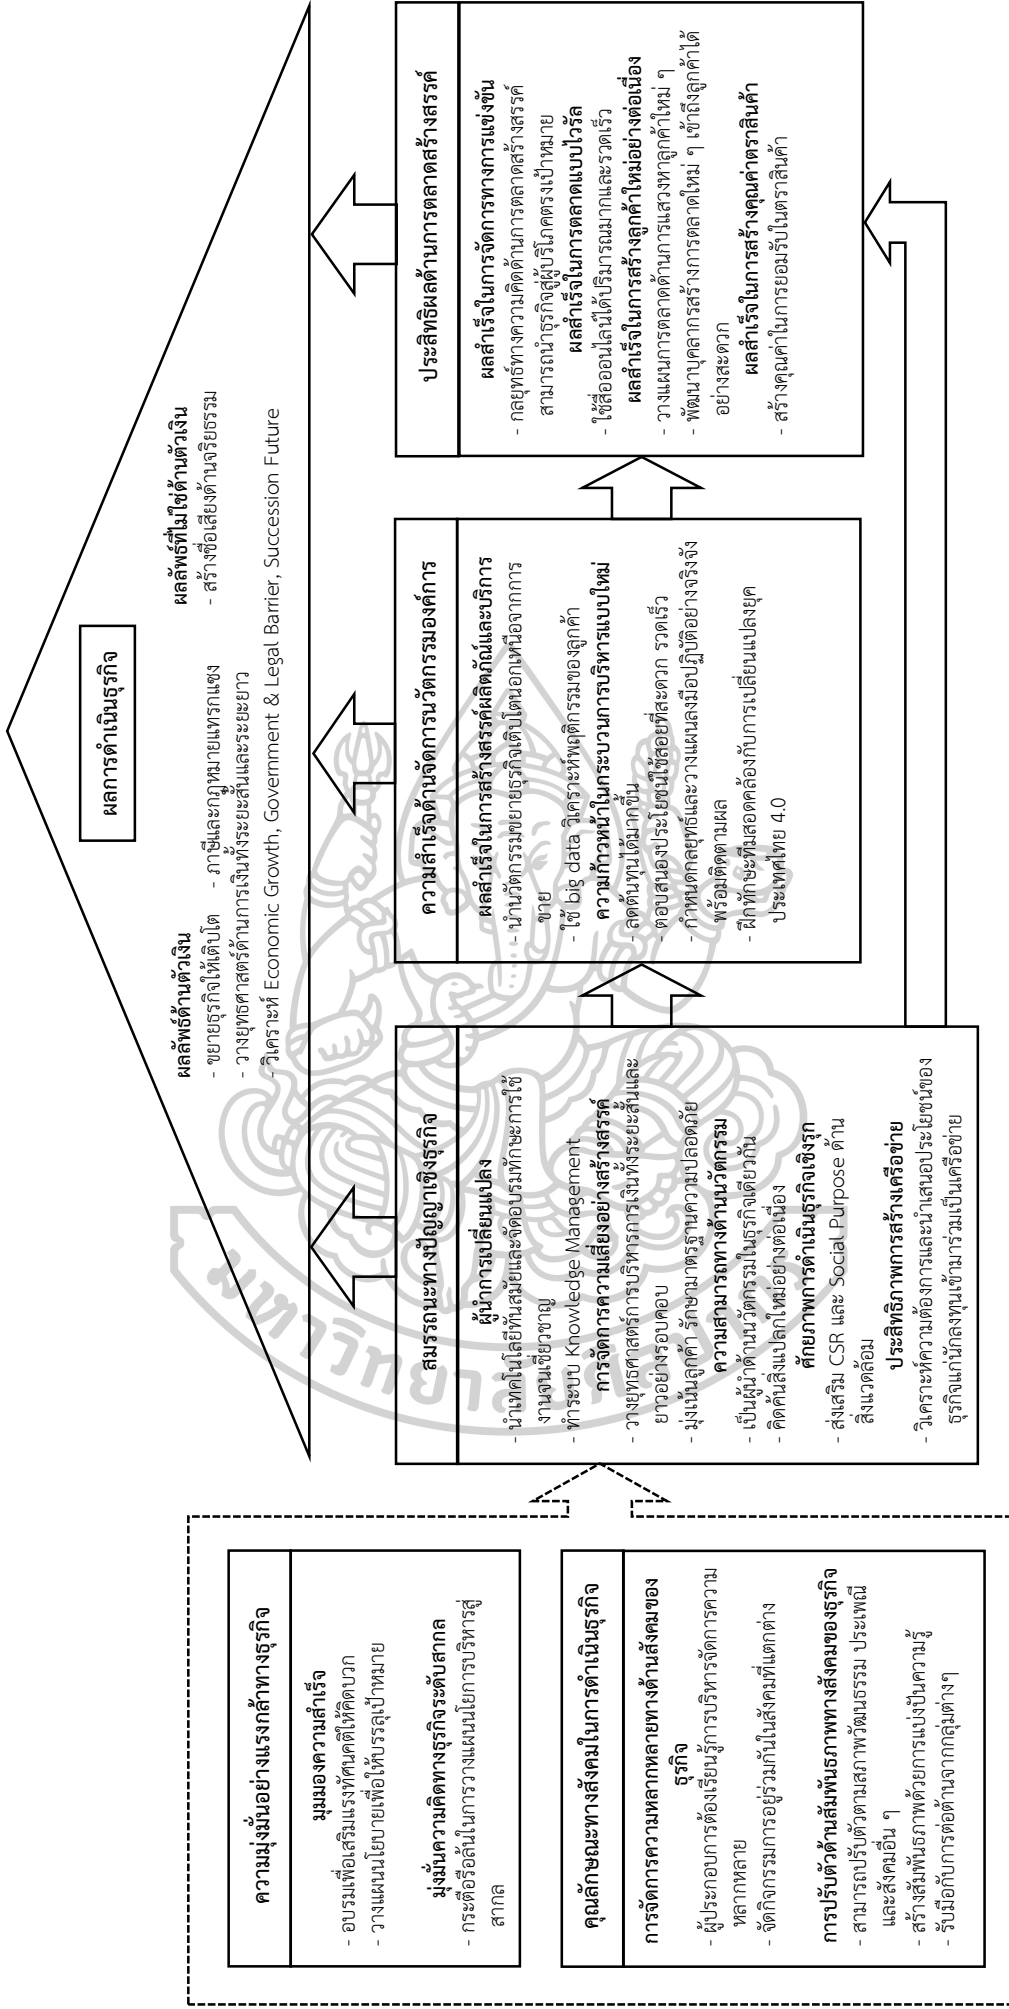 ผลการดำเนินธุรกิจ
ผลลัพธ์ด้านตัวเงิน
- ขยายธุรกิจให้เติบโต - ภาษีและกฎหมายแทรกแซง
- วางยุทธศาสตร์ด้านการเงินทั้งระยะสั้นและระยะยาว
- วิเคราะห์ Economic Growth, Government & Legal Barrier, Succession Future
ผลลัพธ์ที่ไม่ใช่ด้านตัวเงิน
- สร้างชื่อเสียงด้านจริยธรรม
ความมุ่งมั่นอย่างแรงกล้าทางธุรกิจ
มุมมองความสำเร็จ
- อบรมเพื่อเสริมแรงทัศนคติให้คิดบวก
- วางแผนนโยบายเพื่อให้บรรลุเป้าหมาย
มุ่งมั่นความคิดทางธุรกิจระดับสากล
- กระตือรือล้นในการวางแผนนโยการบริหารสู่
สากล
คุณลักษณะทางสังคมในการดำเนินธุรกิจ
การจัดการความหลากหลายทางด้านสังคมของ
ธุรกิจ
- ผู้ประกอบการต้องเรียนรู้การบริหารจัดการความ
หลากหลาย
- จัดกิจกรรมการอยู่ร่วมกันในสังคมที่แตกต่าง
การปรับตัวด้านสัมพันธภาพทางสังคมของธุรกิจ
- สามารถปรับตัวตามสภาพวัฒนธรรม ประเพณี
และสังคมอื่น ๆ
- สร้างสัมพันธภาพด้วยการแบ่งปันความรู้
- รับมือกับการต่อต้านจากกลุ่มต่างๆ
สมรรถนะทางปัญญาเชิงธุรกิจ
ผู้นำการเปลี่ยนแปลง
- นำเทคโนโลยีทันสมัยและจัดอบรมทักษะการใช้
งานจนเชี่ยวชาญ
- ทำระบบ Knowledge Management
การจัดการความเสี่ยงอย่างสร้างสรรค์
- วางยุทธศาสตร์การบริหารการเงินทั้งระยะสั้นและ
ยาวอย่างรอบคอบ
- มุ่งเน้นลูกค้า รักษามาตรฐานความปลอดภัย
ความสามารถทางด้านนวัตกรรม
- เป็นผู้นำด้านนวัตกรรมในธุรกิจเดียวกัน
- คิดค้นสิ่งแปลกใหม่อย่างต่อเนื่อง
ศักยภาพการดำเนินธุรกิจเชิงรุก
- ส่งเสริม CSR และ Social Purpose ด้าน
สิ่งแวดล้อม
ประสิทธิภาพการสร้างเครือข่าย
- วิเคราะห์ความต้องการและนำเสนอประโยชน์ของ
ธุรกิจแก่นักลงทุนเข้ามาร่วมเป็นเครือข่าย
ความสำเร็จด้านจัดการนวัตกรรมองค์การ
ผลสำเร็จในการสร้างสรรค์ผลิตภัณฑ์และบริการ
- นำนวัตกรรมขยายธุรกิจเติบโตนอกเหนือจากการ
ขาย
- ใช้ big data วิเคราะห์พฤติกรรมของลูกค้า
ความก้าวหน้าในกระบวนการบริหารแบบใหม่
- ลดต้นทุนได้มากขึ้น
- ตอบสนองประโยชน์ใช้สอยที่สะดวก รวดเร็ว
- กำหนดกลยุทธ์และวางแผนลงมือปฏิบัติอย่างจริงจัง
พร้อมติดตามผล
- ฝึกทักษะทีมสอดคล้องกับการเปลี่ยนแปลงยุค
ประเทศไทย 4.0
ประสิทธิผลด้านการตลาดสร้างสรรค์
ผลสำเร็จในการจัดการทางการแข่งขัน
- กลยุทธ์ทางความคิดด้านการตลาดสร้างสรรค์
สามารถนำธุรกิจสู่ผู้บริโภคตรงเป้าหมาย
ผลสำเร็จในการตลาดแบบไวรัล
- ใช้สื่อออนไลน์ได้ปริมาณมากและรวดเร็ว
ผลสำเร็จในการสร้างลูกค้าใหม่อย่างต่อเนื่อง
- วางแผนการตลาดด้านการแสวงหาลูกค้าใหม่ ๆ
- พัฒนาบุคลากรสร้างการตลาดใหม่ ๆ เข้าถึงลูกค้าได้
อย่างสะดวก
ผลสำเร็จในการสร้างคุณค่าตราสินค้า
- สร้างคุณค่าในการยอมรับในตราสินค้า
มหาวิทยาลัยศิลปากร